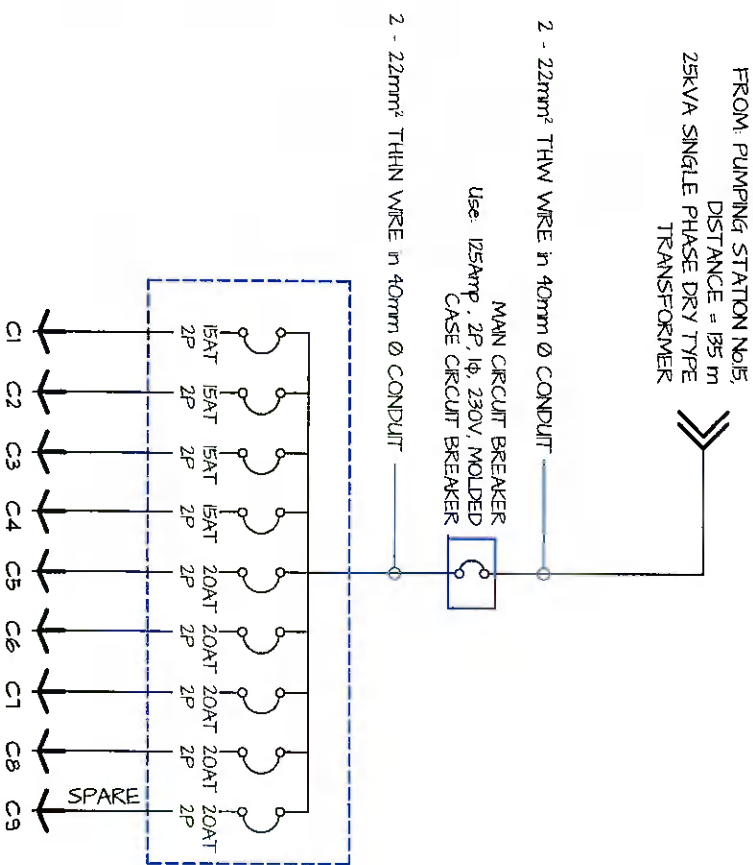 FROM: PUMPING STATION No.15,
DISTANCE = 135 m
25kVA SINGLE PHASE DRY TYPE
TRANSFORMER
2 - 22mm² THW WIRE in 40mm Ø CONDUIT
MAIN CIRCUIT BREAKER
Use: 125Amp , 2P, 1φ, 230V, MOLDED
CASE CIRCUIT BREAKER
2 - 22mm² THHN WIRE in 40mm Ø CONDUIT
15AT 2P
15AT 2P
15AT 2P
15AT 2P
20AT 2P
20AT 2P
20AT 2P
20AT 2P
20AT 2P
SPARE
C1
C2
C3
C4
C5
C6
C7
C8
C9